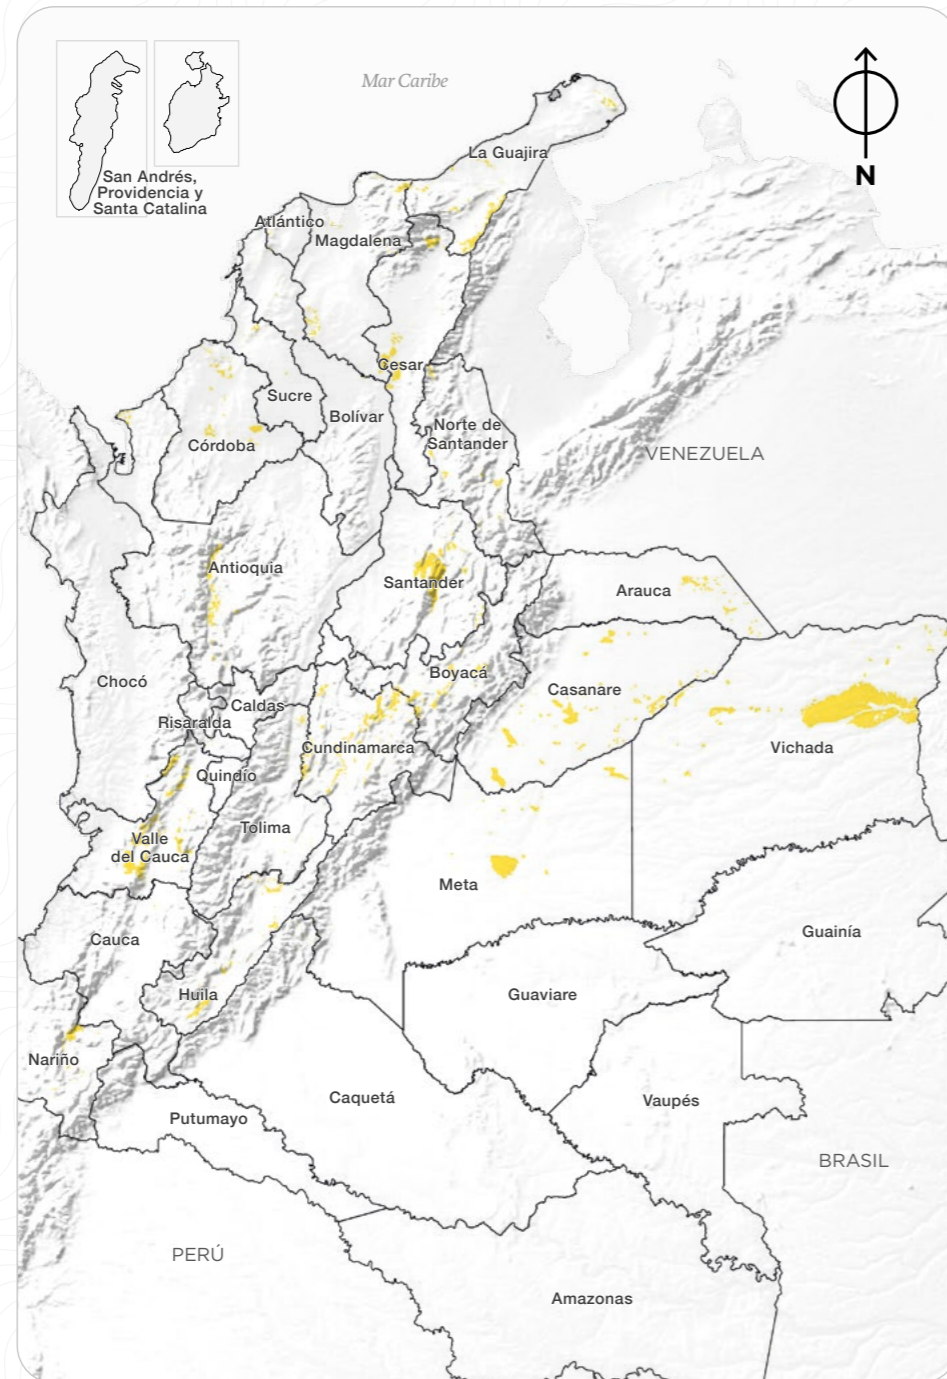 Mar Caribe
N
San Andrés,
Providencia y
Santa Catalina
La Guajira
Atlántico
Magdalena
Cesar
Sucre
Bolívar
Córdoba
Norte de
Santander
VENEZUELA
Antioquia
Santander
Arauca
Chocó
Boyacá
Casanare
Caldas
Risaralda
Cundinamarca
Vichada
Quindío
Tolima
Valle
del Cauca
Meta
Cauca
Guainía
Huila
Guaviare
Nariño
Caquetá
Vaupés
Putumayo
BRASIL
PERÚ
Amazonas